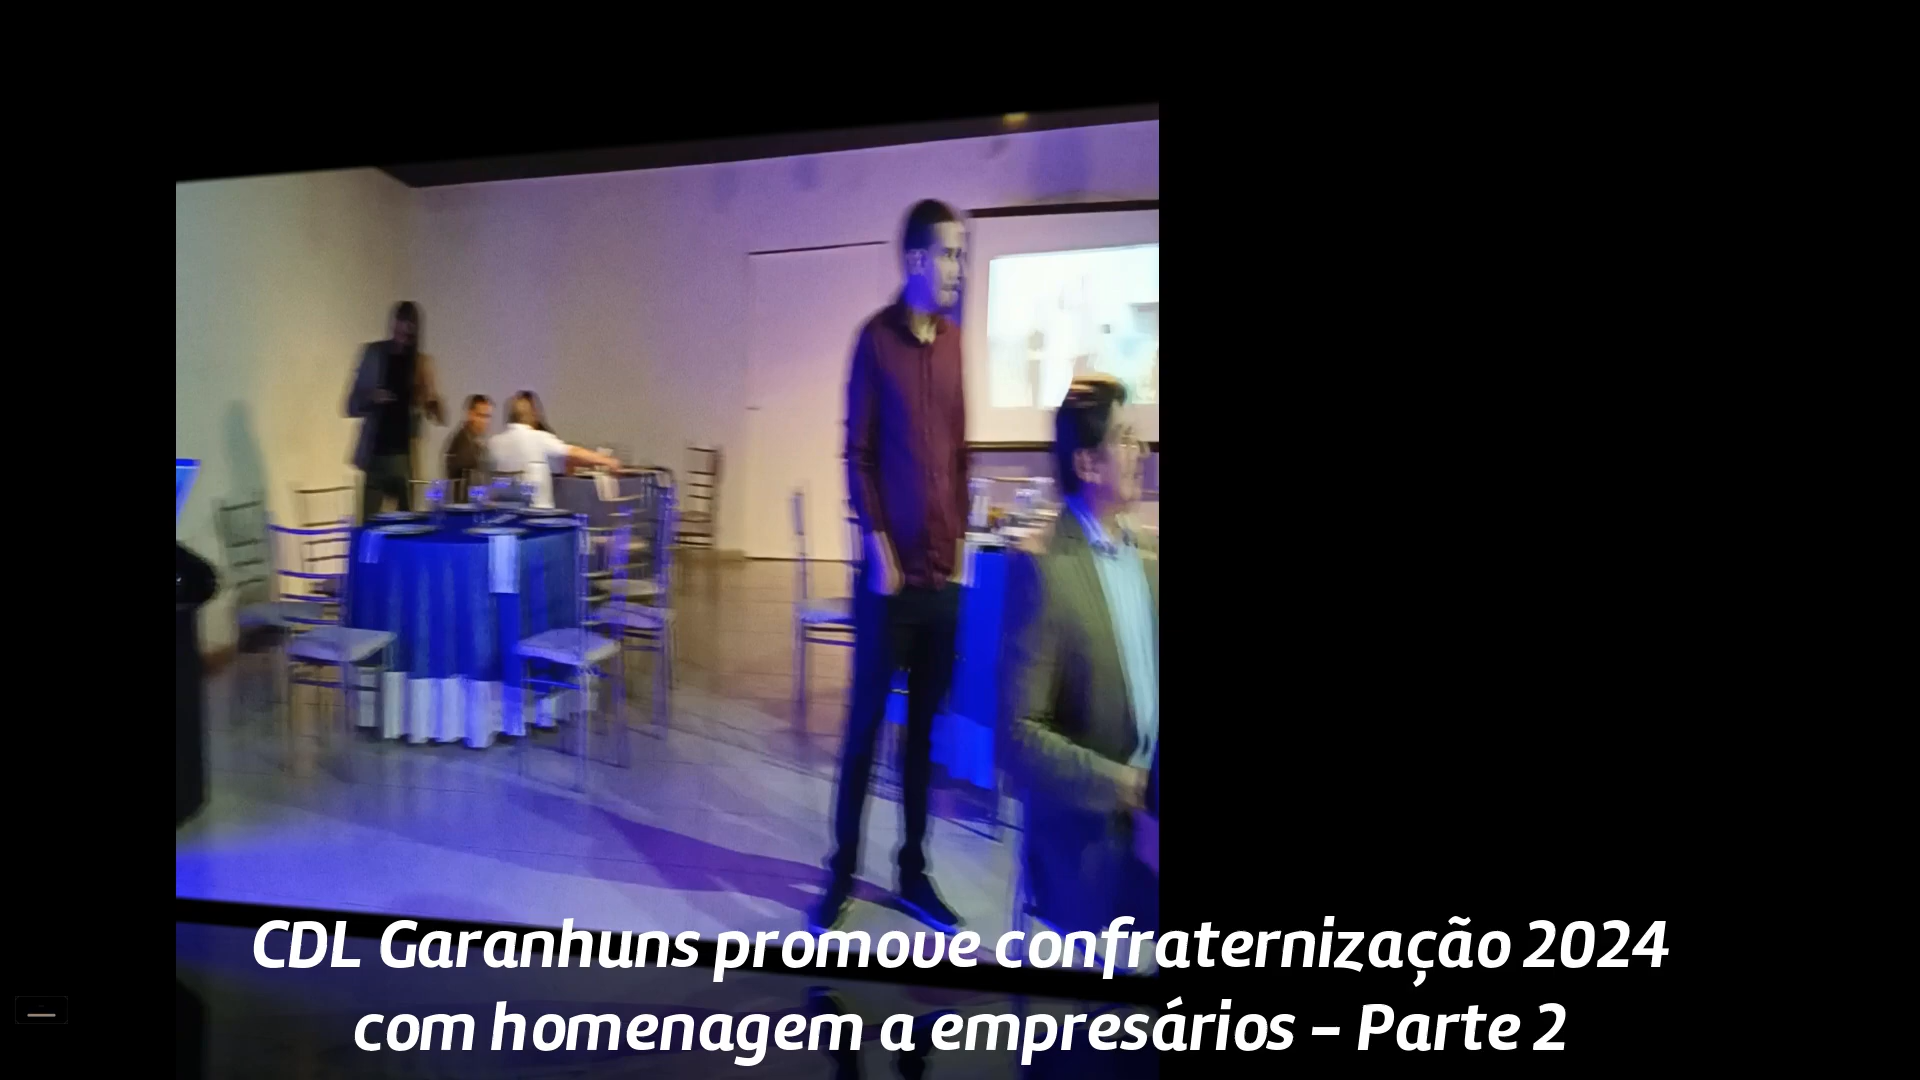 CDL Garanhuns promove confraternização 2024
com homenagem a empresários – Parte 2